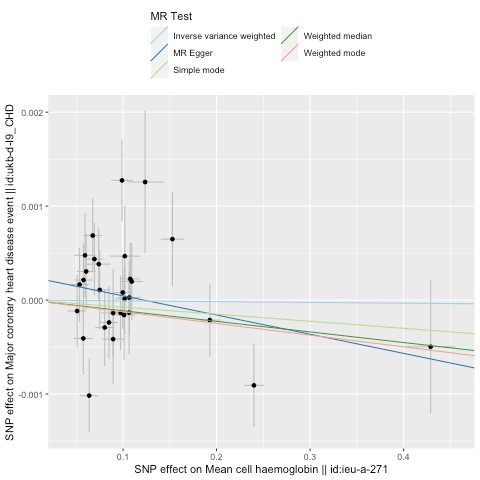 MR Test
Inverse variance weighted
Weighted median
MR Egger
Weighted mode
Simple mode
SNP effect on Major coronary heart disease event || id:ukb-d-I9_CHD
0.002
0.001
0.000
-0.001
0.1
0.2
0.3
0.4
SNP effect on Mean cell haemoglobin || id:ieu-a-271